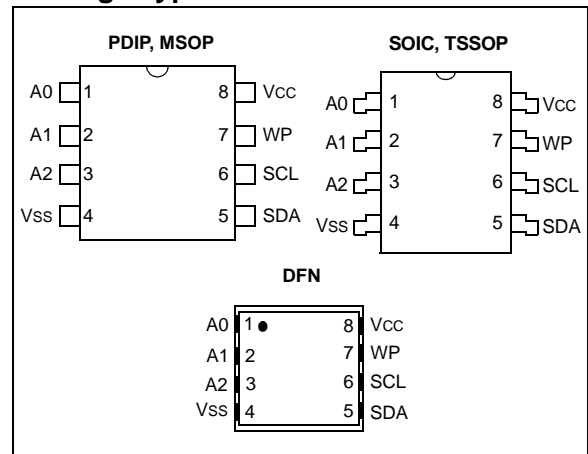 PDIP, MSOP
A0 1 8 VCC
A1 2 7 WP
A2 3 6 SCL
VSS 4 5 SDA
SOIC, TSSOP
A0 1 8 VCC
A1 2 7 WP
A2 3 6 SCL
VSS 4 5 SDA
DFN
A0 1 8 VCC
A1 2 7 WP
A2 3 6 SCL
VSS 4 5 SDA